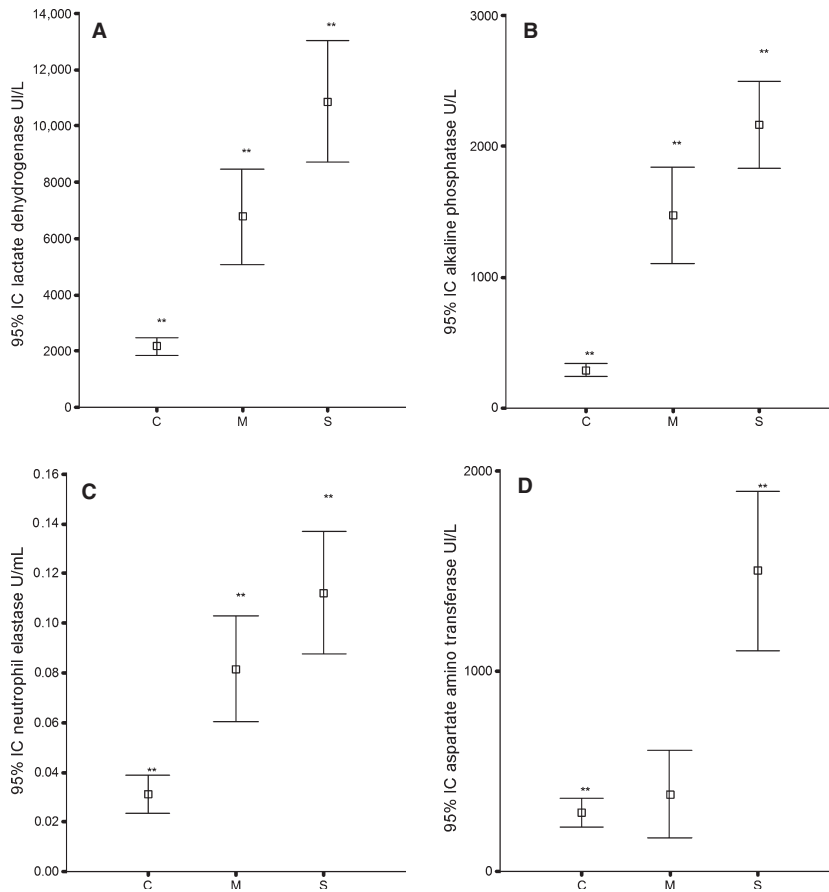 A
95% IC lactate dehydrogenase UI/L
14,000
12,000
10,000
8000
6000
4000
2000
0
**
**
**
C M S
B
95% IC alkaline phosphatase U/L
3000
2000
1000
0
**
**
**
C M S
C
95% IC neutrophil elastase U/mL
0.16
0.14
0.12
0.10
0.08
0.06
0.04
0.02
0.00
**
**
**
C M S
D
95% IC aspartate amino transferase UI/L
2000
1000
0
**
**
C M S